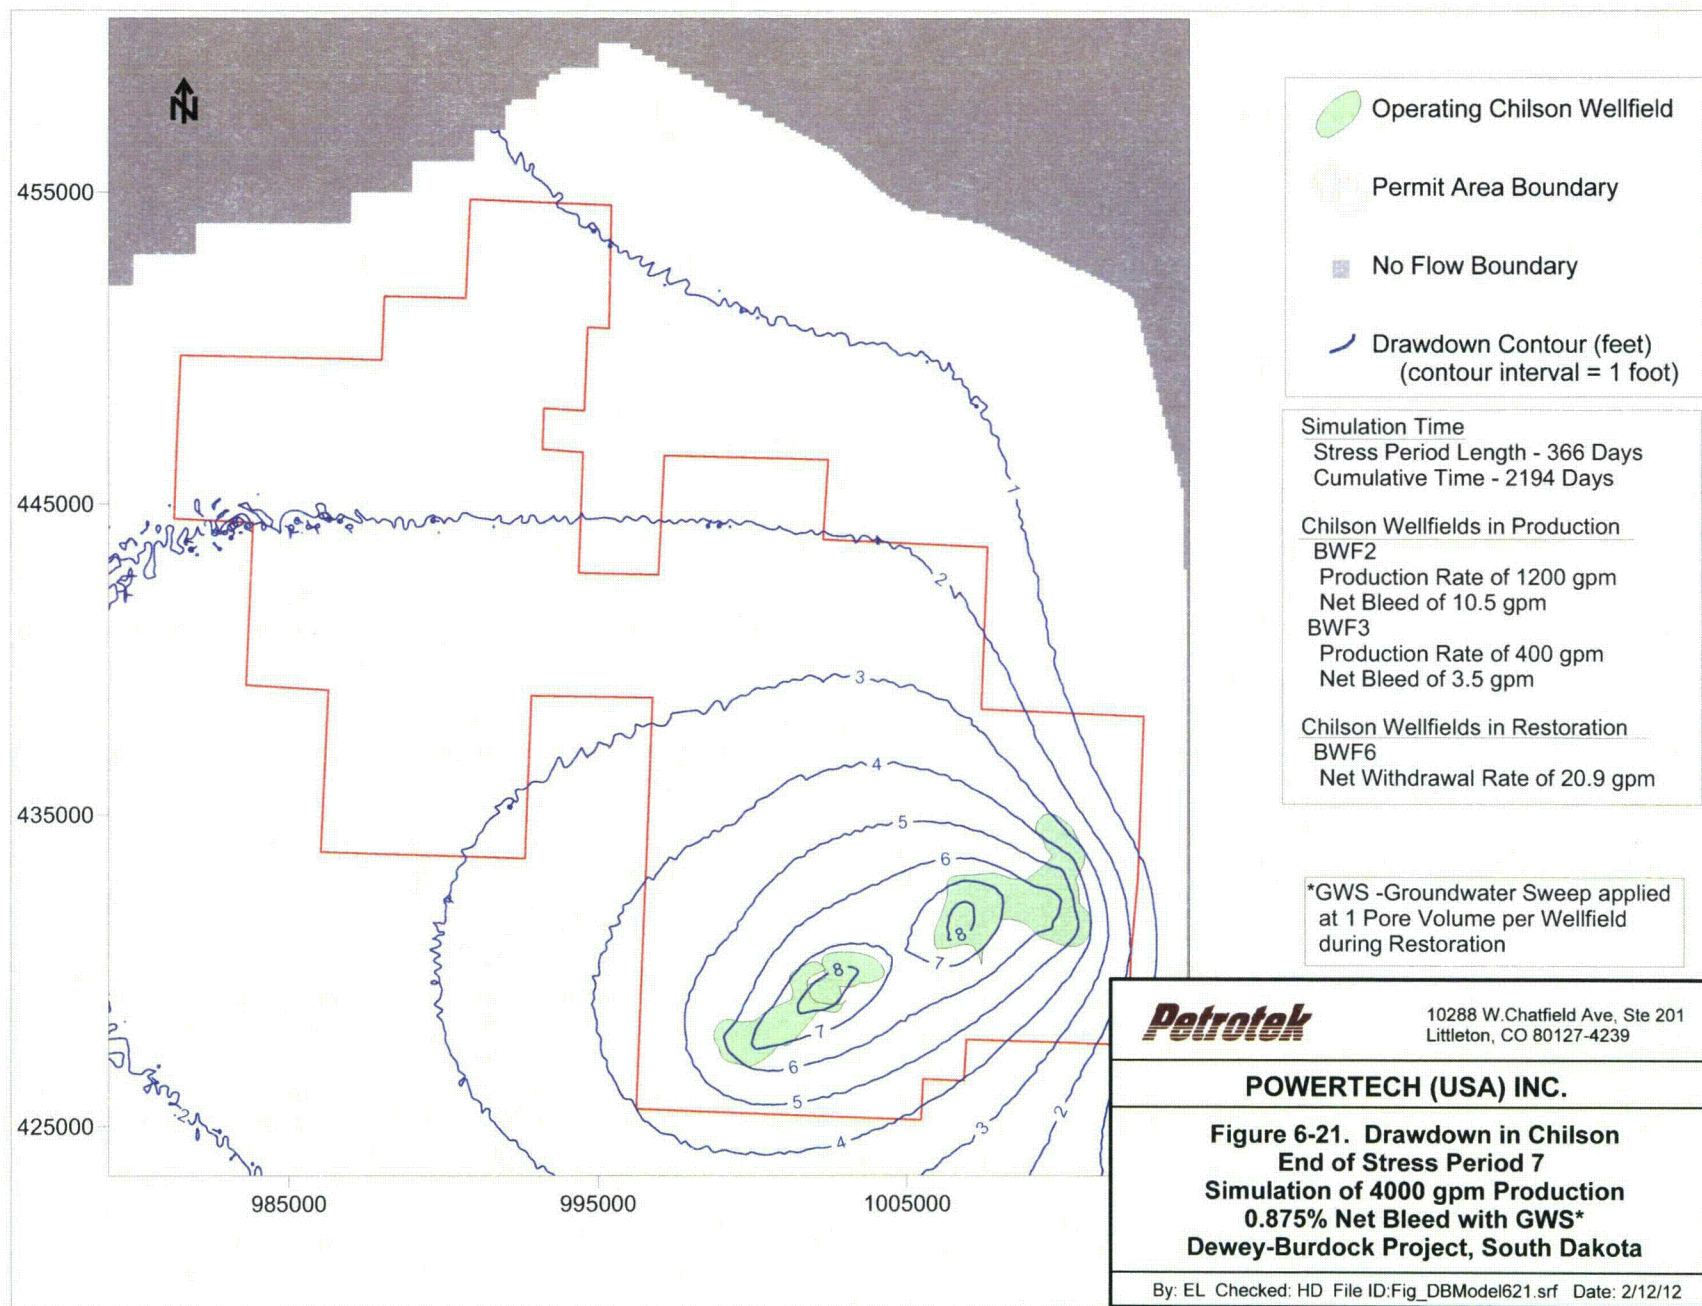 N
455000
445000
435000
425000
985000
995000
1005000
1
2
3
4
5
6
8
7
8
7
6
5
4
3
2
2
Operating Chilson Wellfield
Permit Area Boundary
No Flow Boundary
Drawdown Contour (feet)
(contour interval = 1 foot)
Simulation Time
Stress Period Length - 366 Days
Cumulative Time - 2194 Days
Chilson Wellfields in Production
BWF2
Production Rate of 1200 gpm
Net Bleed of 10.5 gpm
BWF3
Production Rate of 400 gpm
Net Bleed of 3.5 gpm
Chilson Wellfields in Restoration
BWF6
Net Withdrawal Rate of 20.9 gpm
*GWS -Groundwater Sweep applied
at 1 Pore Volume per Wellfield
during Restoration
Petrotek
10288 W.Chatfield Ave, Ste 201
Littleton, CO 80127-4239
POWERTECH (USA) INC.
Figure 6-21. Drawdown in Chilson
End of Stress Period 7
Simulation of 4000 gpm Production
0.875% Net Bleed with GWS*
Dewey-Burdock Project, South Dakota
By: EL Checked: HD File ID:Fig_DBModel621.srf Date: 2/12/12